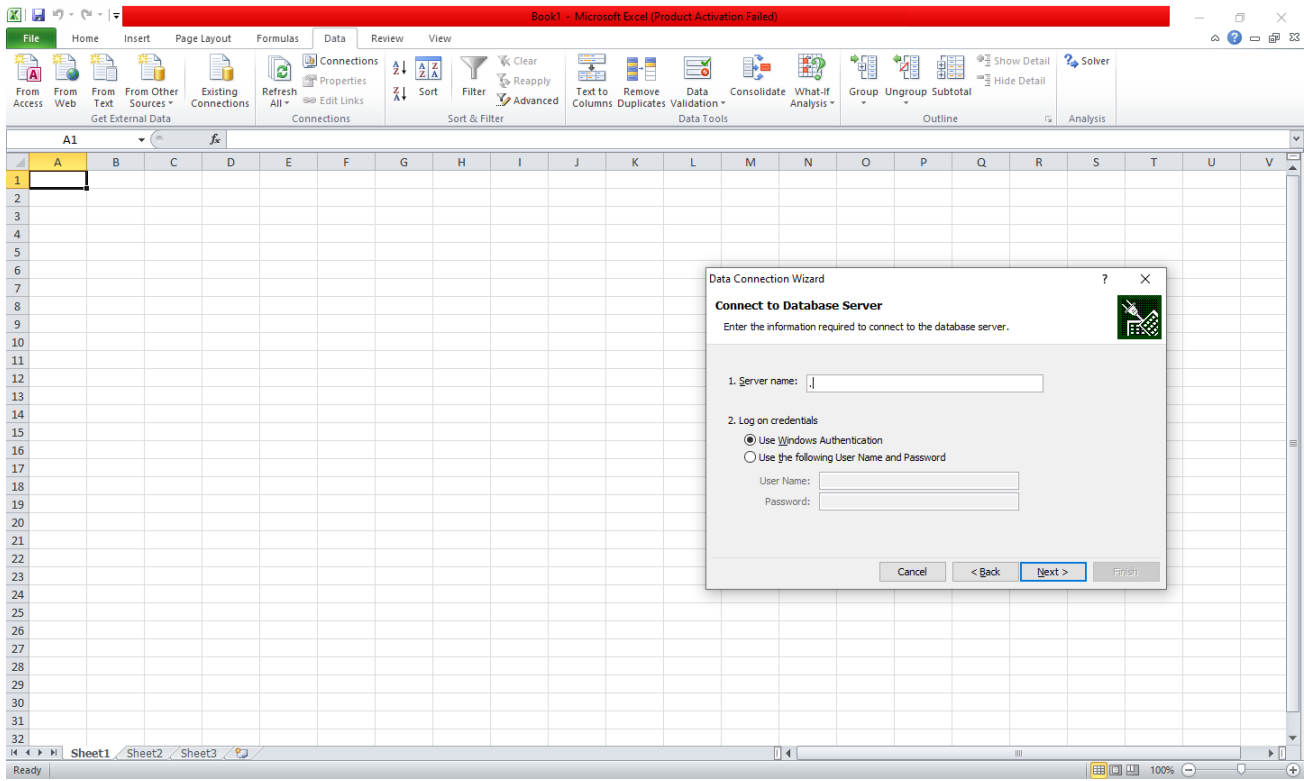 Book1 - Microsoft Excel (Product Activation Failed)
File Home Insert Page Layout Formulas Data Review View
From Access
From Web
From Text
From Other Sources
Existing Connections
Get External Data
Refresh All
Connections
Properties
Edit Links
Connections
Sort
Filter
Clear
Reapply
Advanced
Sort & Filter
Text to Columns
Remove Duplicates
Data Validation
Consolidate
What-If Analysis
Data Tools
Group
Ungroup
Subtotal
Show Detail
Hide Detail
Outline
Solver
Analysis
A1 fx
A B C D E F G H I J K L M N O P Q R S T U V
1
2
3
4
5
6
7
8
9
10
11
12
13
14
15
16
17
18
19
20
21
22
23
24
25
26
27
28
29
30
31
32
Data Connection Wizard ?
Connect to Database Server
Enter the information required to connect to the database server.
1. Server name: .
2. Log on credentials
Use Windows Authentication
Use the following User Name and Password
User Name:
Password:
Cancel < Back Next > Finish
Sheet1 Sheet2 Sheet3
Ready 100%